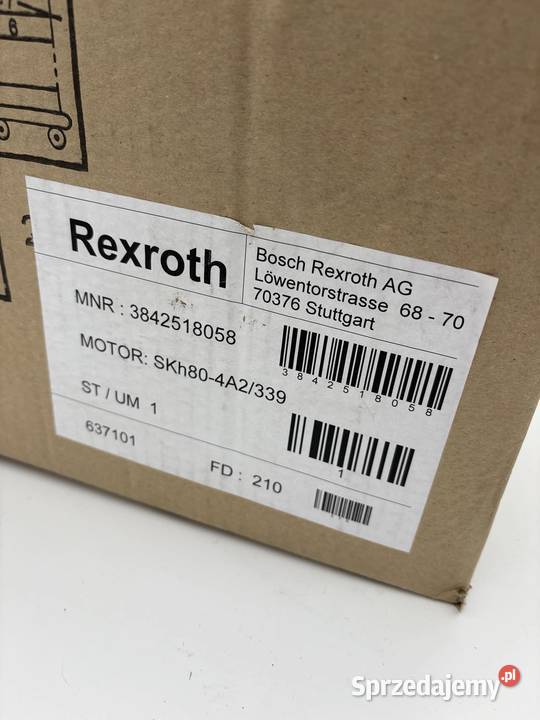 Rexroth
Bosch Rexroth AG
Löwentorstrasse 68 - 70
70376 Stuttgart
MNR : 3842518058
3842518058
MOTOR: SKh80-4A2/339
ST / UM 1
1
637101
FD : 210
Sprzedajemy.pl